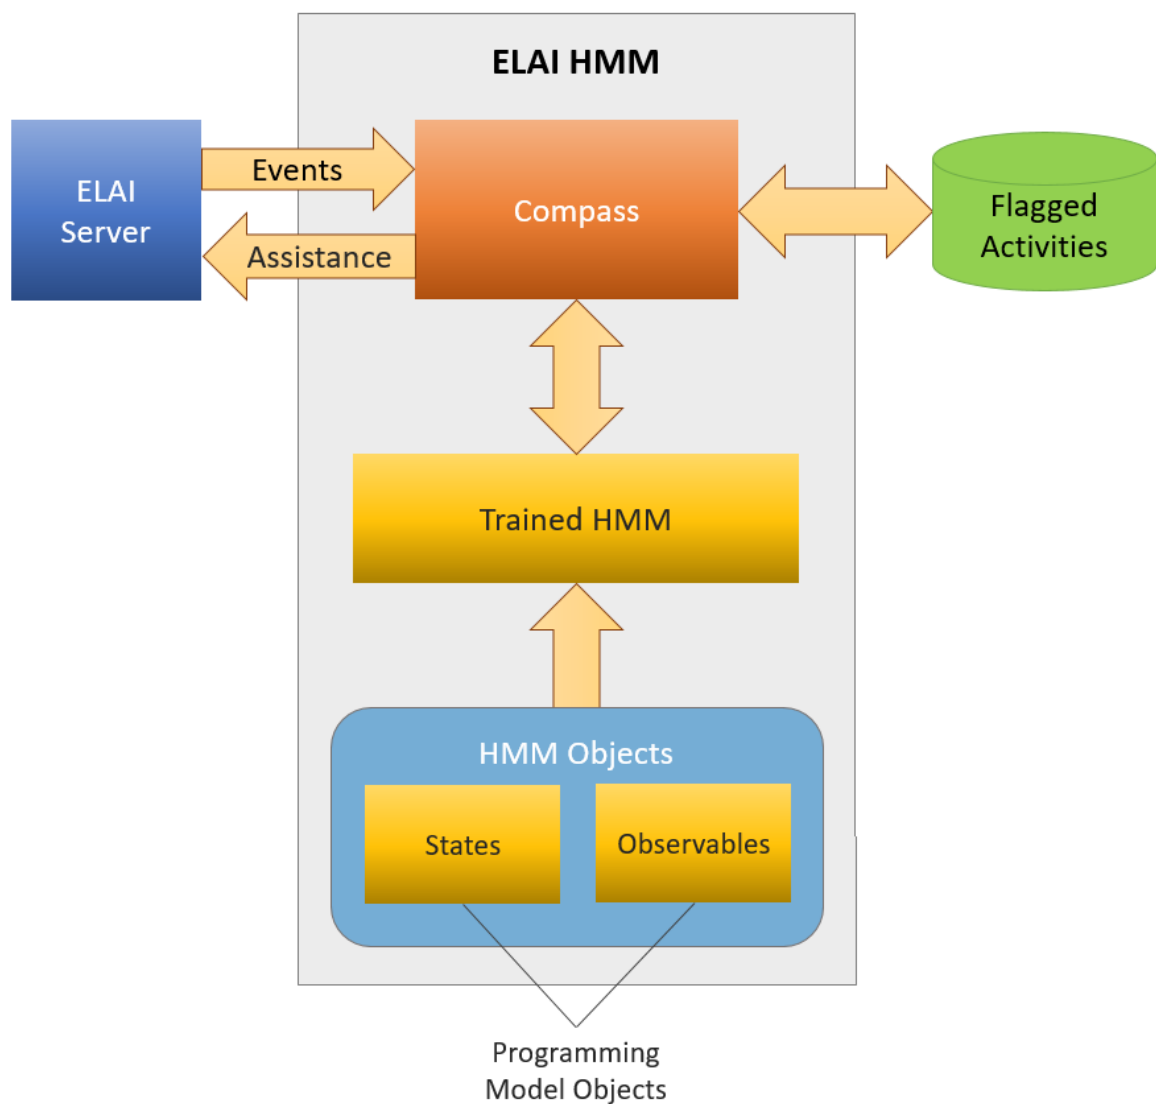 ELAI HMM
ELAI
Server
Events
Assistance
Compass
Flagged
Activities
Trained HMM
HMM Objects
States
Observables
Programming
Model Objects